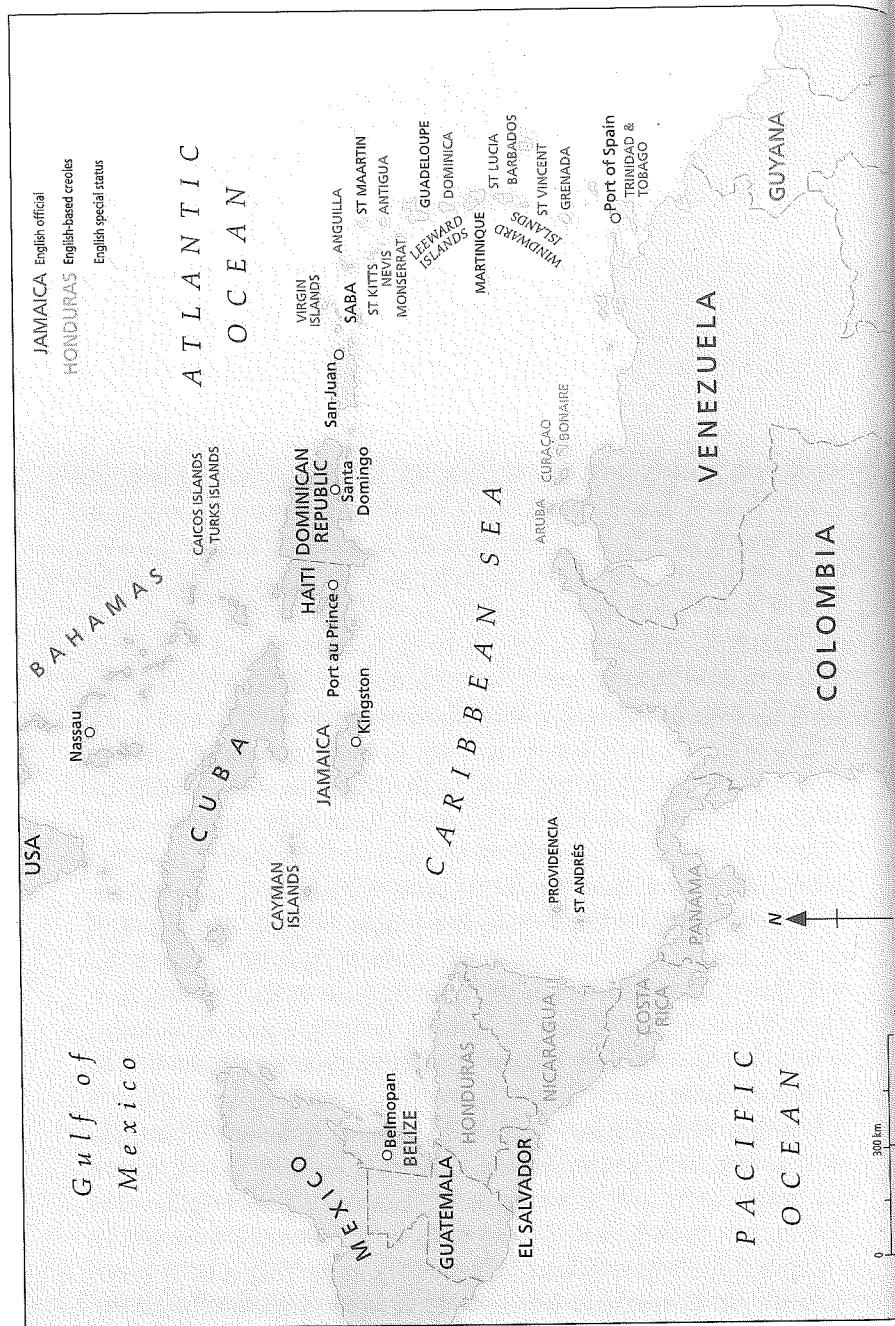 JAMAICA English official
HONDURAS English-based creoles
English special status
USA
Gulf of
Mexico
Nassau
BAHAMAS
ATLANTIC
OCEAN
CUBA
CAICOS ISLANDS
TURKS ISLANDS
MEXICO
CAYMAN
ISLANDS
JAMAICA
Kingston
HAITI
Port au Prince
DOMINICAN
REPUBLIC
Santa
Domingo
San Juan
VIRGIN
ISLANDS
ANGUILLA
SABA
ST MAARTIN
ST KITTS
NEVIS
ANTIGUA
MONSERRAT
LEEWARD
ISLANDS
GUADELOUPE
DOMINICA
MARTINIQUE
WINDWARD
ISLANDS
ST LUCIA
BARBADOS
ST VINCENT
GRENADA
Port of Spain
TRINIDAD &
TOBAGO
Belmopan
BELIZE
GUATEMALA
HONDURAS
EL SALVADOR
NICARAGUA
CARIBBEAN SEA
PROVIDENCIA
ST ANDRÉS
ARUBA
CURAÇAO
BONAIRE
COSTA
RICA
PANAMA
VENEZUELA
GUYANA
COLOMBIA
PACIFIC
OCEAN
N
0
300 km